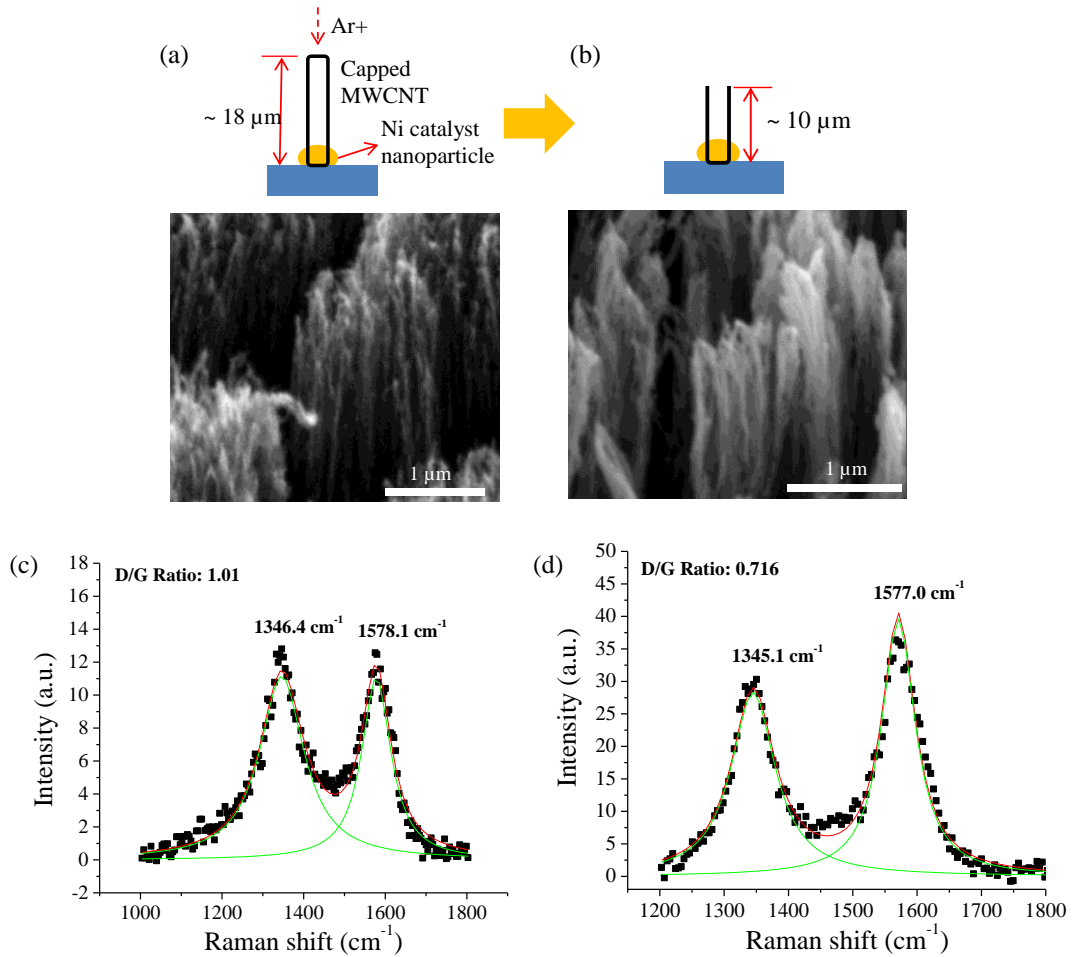 Ar+
(a)
(b)
Capped
MWCNT
~ 18 µm
Ni catalyst
nanoparticle
~ 10 µm
1 µm
1 µm
(c)
D/G Ratio: 1.01
1346.4 cm-1
1578.1 cm-1
18
16
14
12
10
8
6
4
2
0
-2
Intensity (a.u.)
1000
1200
1400
1600
1800
Raman shift (cm-1)
(d)
D/G Ratio: 0.716
1577.0 cm-1
1345.1 cm-1
50
45
40
35
30
25
20
15
10
5
0
Intensity (a.u.)
1200
1300
1400
1500
1600
1700
1800
Raman shift (cm-1)